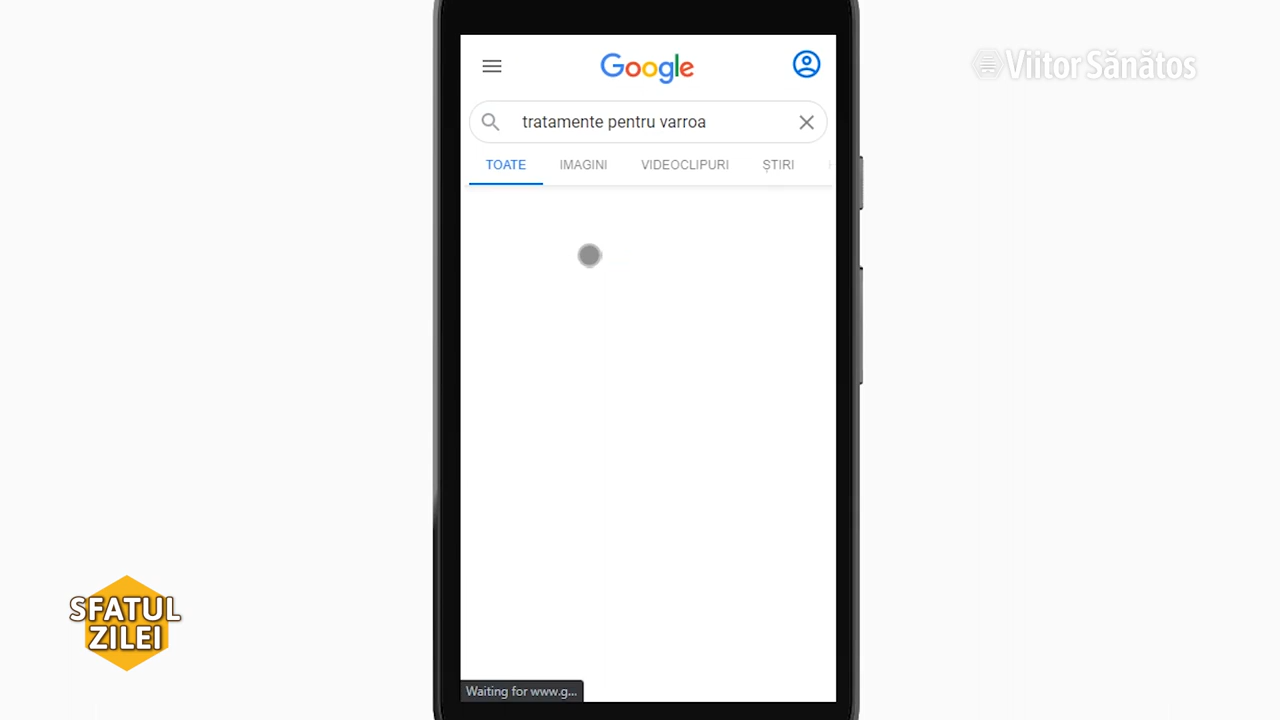 Google
Viitor Sănătos
tratamente pentru varroa
TOATE
IMAGINI
VIDEOCLIPURI
ȘTIRI
SFATUL
ZILEI
Waiting for www.g...